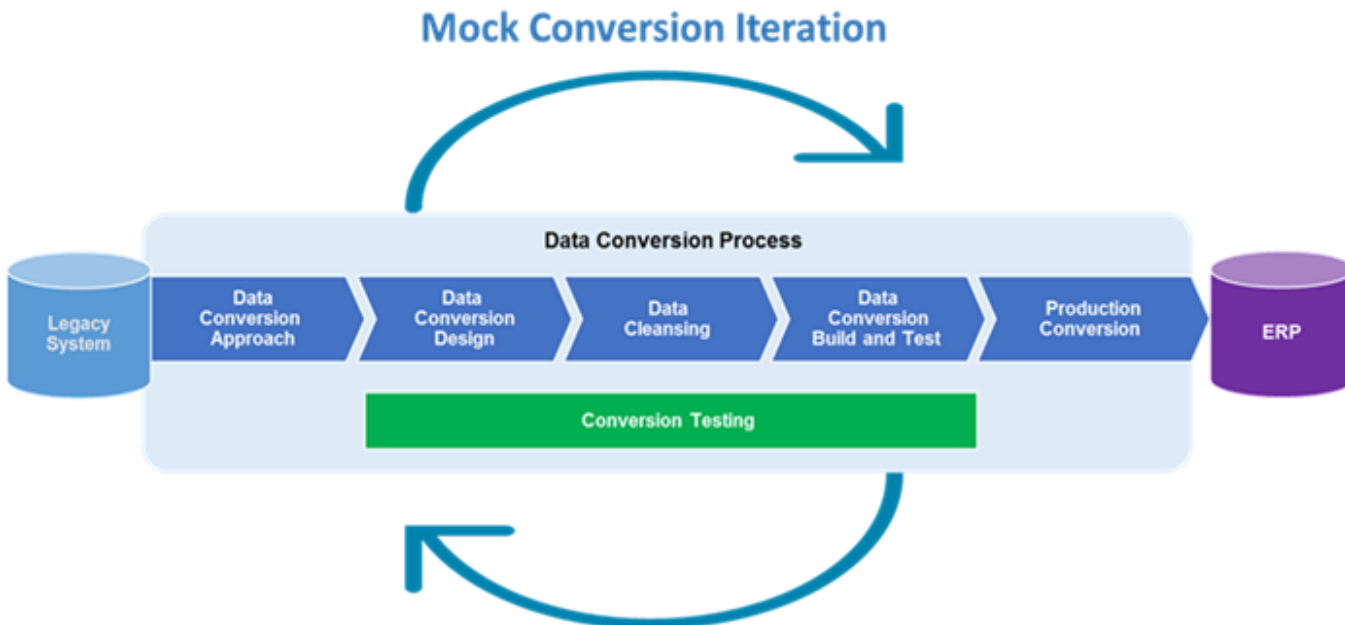 Mock Conversion Iteration
Data Conversion Process
Legacy
System
Data
Conversion
Approach
Data
Conversion
Design
Data
Cleansing
Data
Conversion
Build and Test
Production
Conversion
ERP
Conversion Testing